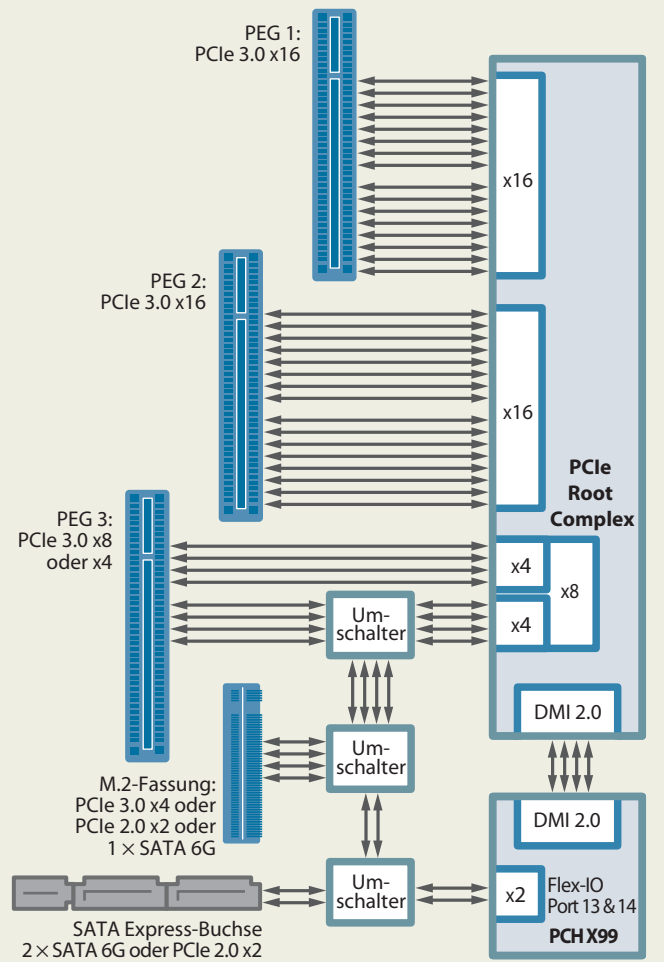 PEG 1:
PCIe 3.0 x16
x16
PEG 2:
PCIe 3.0 x16
x16
PCIe
Root
Complex
PEG 3:
PCIe 3.0 x8
oder x4
x4
x8
x4
Um-
schalter
DMI 2.0
Um-
schalter
M.2-Fassung:
PCIe 3.0 x4 oder
PCIe 2.0 x2 oder
1 × SATA 6G
DMI 2.0
Um-
schalter
x2
Flex-IO
Port 13 & 14
PCH X99
SATA Express-Buchse
2 × SATA 6G oder PCIe 2.0 x2